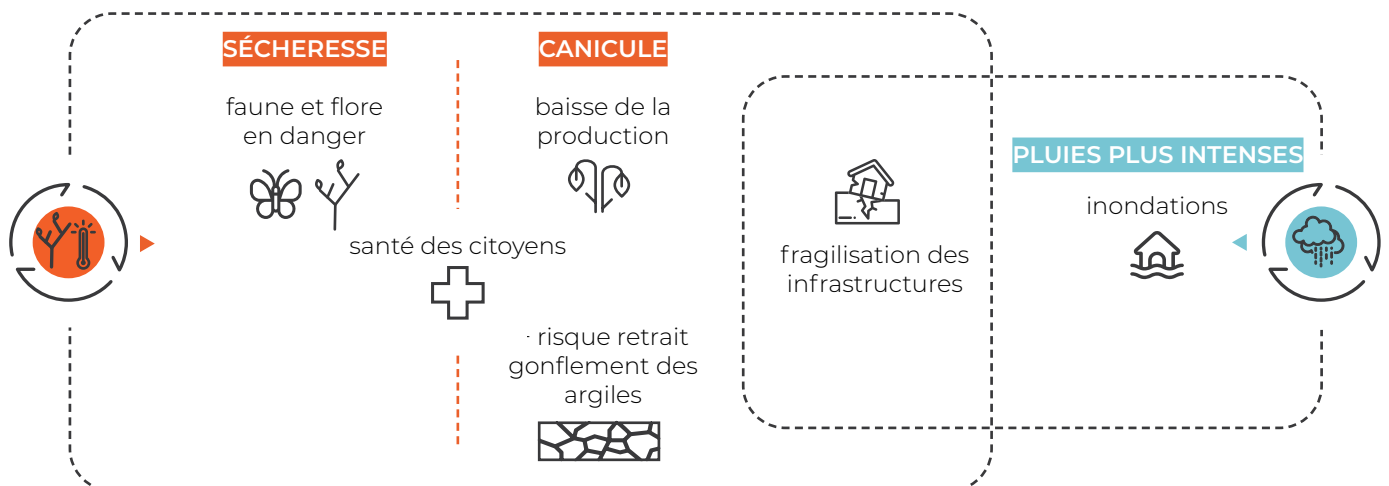 SÉCHERESSE
faune et flore
en danger
CANICULE
baisse de la
production
santé des citoyens
· risque retrait
gonflement des
argiles
fragilisation des
infrastructures
PLUIES PLUS INTENSES
inondations